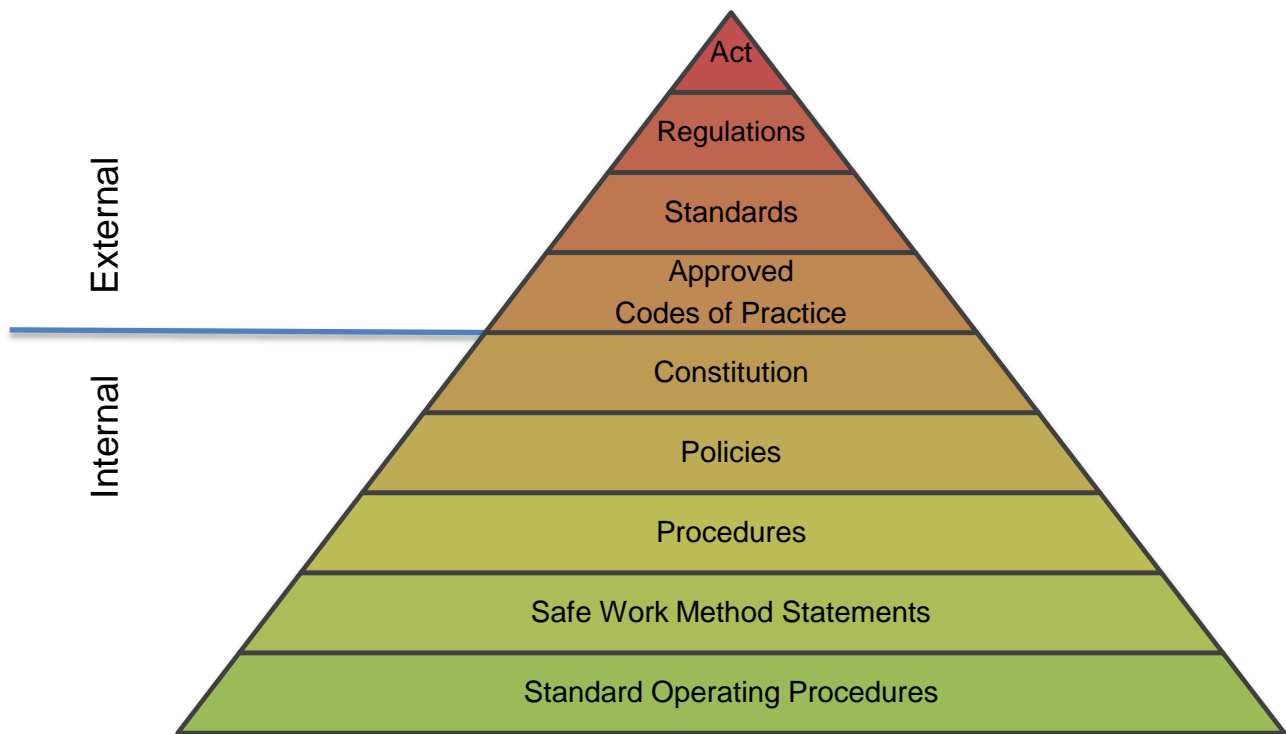 Act
Regulations
Standards
Approved
Codes of Practice
Constitution
Policies
Procedures
Safe Work Method Statements
Standard Operating Procedures
External
Internal